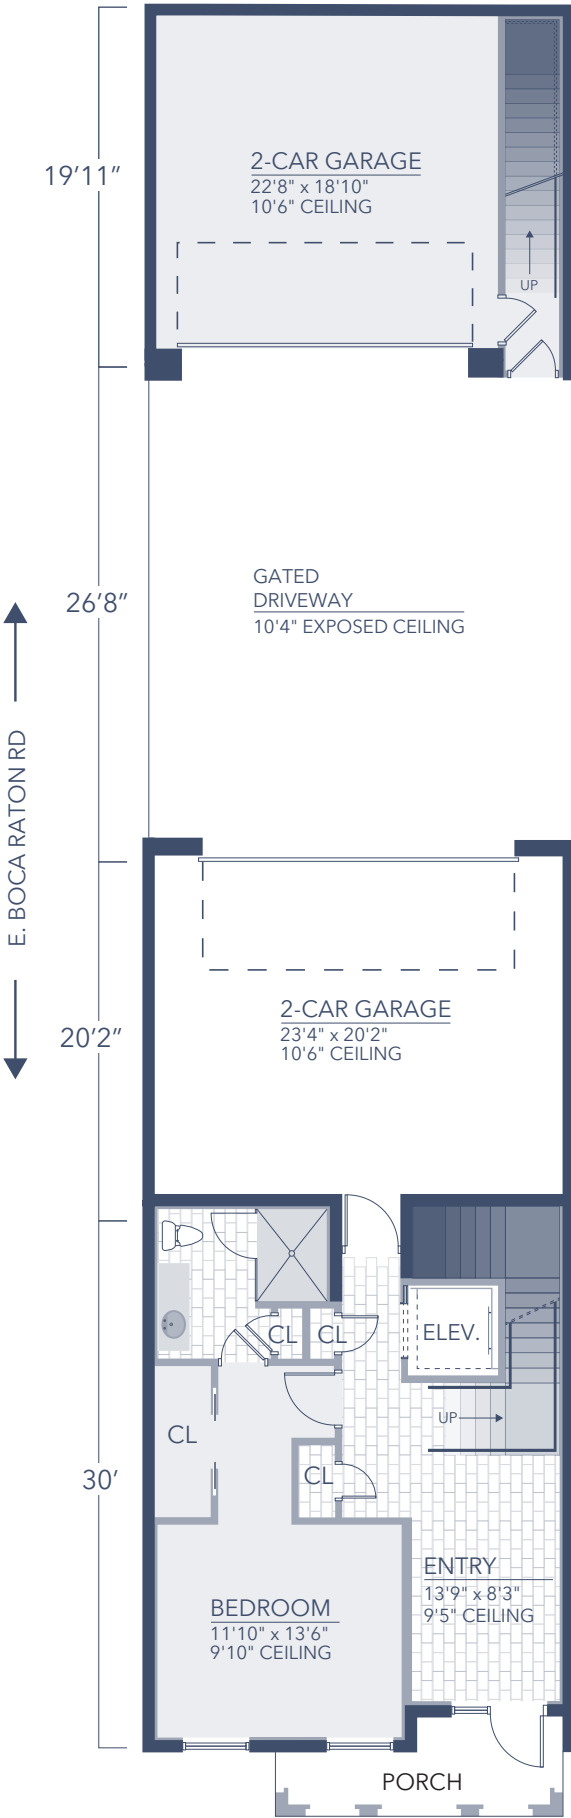 19'11"
2-CAR GARAGE
22'8" x 18'10"
10'6" CEILING
UP
26'8"
GATED
DRIVEWAY
10'4" EXPOSED CEILING
E. BOCA RATON RD
20'2"
2-CAR GARAGE
23'4" x 20'2"
10'6" CEILING
CL
CL
ELEV.
UP
CL
CL
30'
ENTRY
13'9" x 8'3"
9'5" CEILING
BEDROOM
11'10" x 13'6"
9'10" CEILING
PORCH